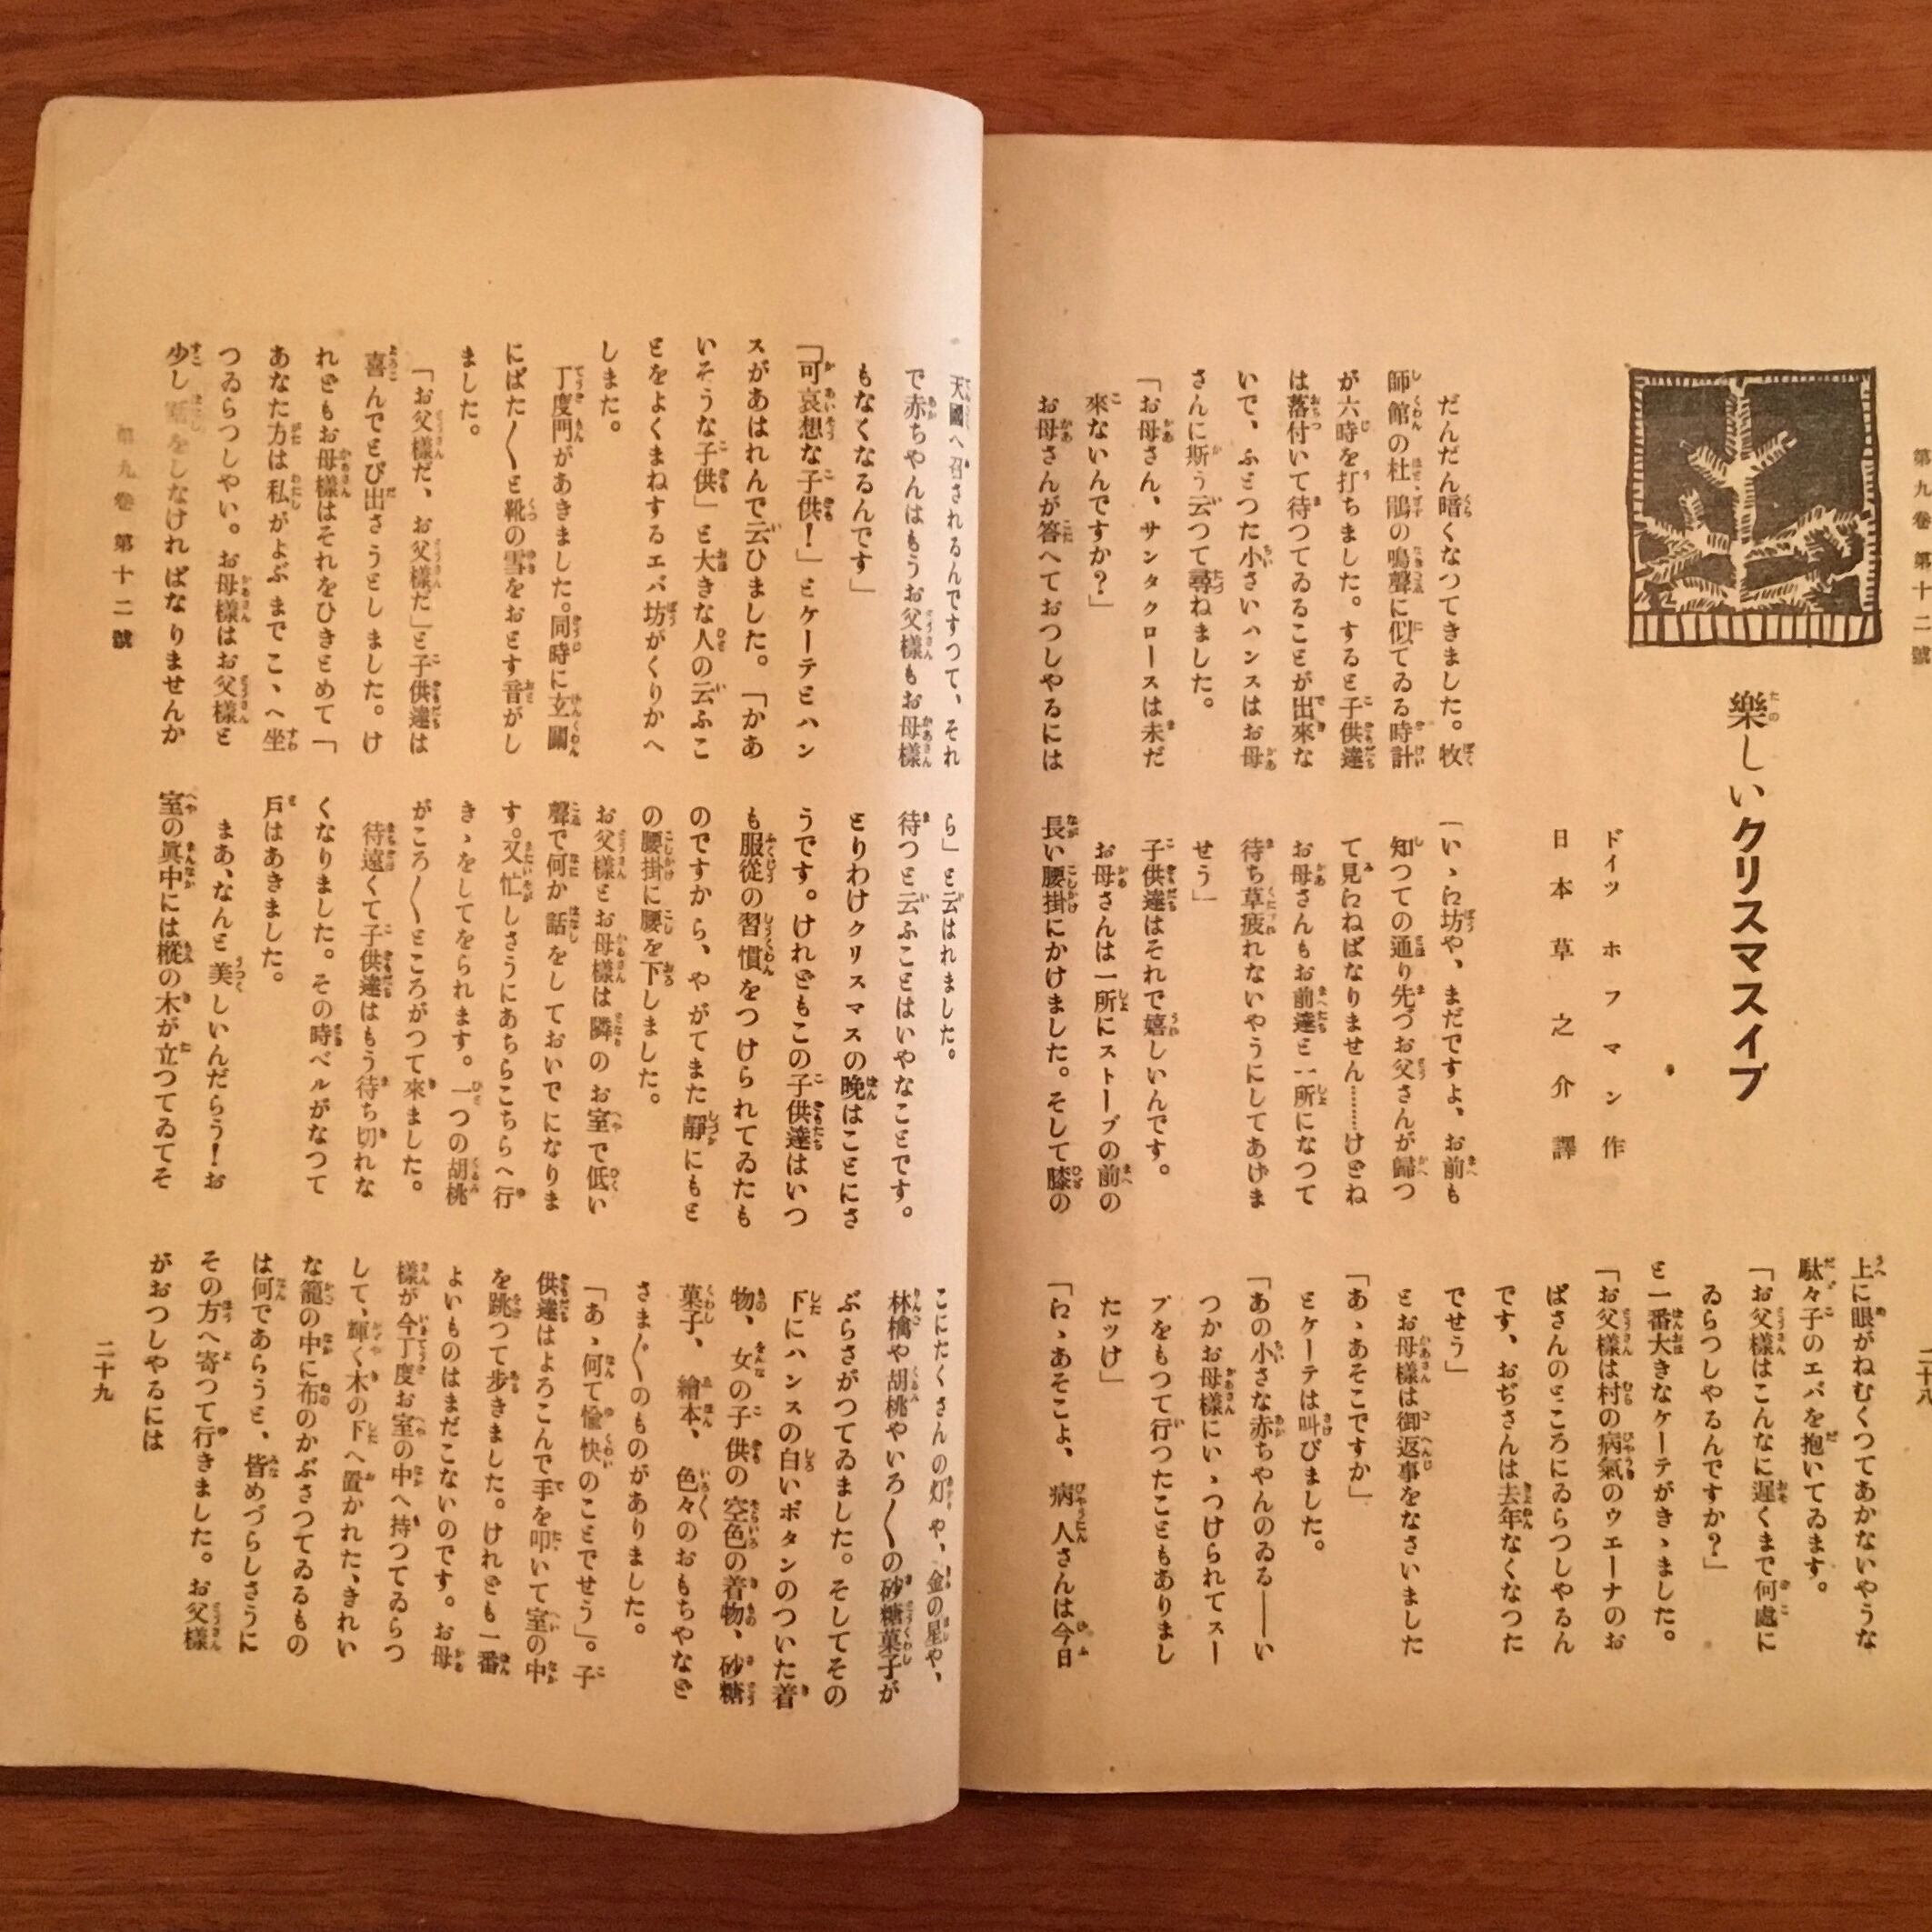 第九卷 第十二號
樂しいクリスマスイブ
ドイツ ホフマン 作
日本草之介 譯
だんだん暗くなつてきました。牧
師館の杜鵑の鳴聲に似てゐる時計
が六時を打ちました。すると子供達
は落付いて待つてゐることが出來な
いで、ふとつた小さいハンスはお母
さんに斯う云つて尋ねました。
「お母さん、サンタクロースは未だ
來ないんですか?」
お母さんが答へておつしやるには
「いゝえ坊や、まだですよ、お前も
知つての通り先づお父さんが歸つ
て見えねばなりません………けどね
お母さんもお前達と一所になつて
待ち草疲れないやうにしてあげま
せう」
子供達はそれで嬉しいんです。
お母さんは一所にストーブの前の
長い腰掛にかけました。そして膝の
上に眼がねむくつてあかないやうな
駄々子のエバを抱いてゐます。
「お父樣はこんなに遲くまで何處に
ゐらつしやるんですか?」
と一番大きなケーテがきゝました。
「お父樣は村の病氣のウエーナのお
ばさんのところにゐらつしやるん
です、おぢさんは去年なくなつた
でせう」
とお母樣は御返事をなさいました
「あゝあそこですか」
とケーテは叫びました。
「あの小さな赤ちやんのゐる——い
つかお母樣にいゝつけられてスー
プをもつて行つたこともありまし
たッけ」
「えゝあそこよ、病人さんは今日
二十八
天國へ召されるんですつて、それ
で赤ちやんはもうお父樣もお母樣
もなくなるんです」
「可哀想な子供!」とケーテとハン
スがあはれんで云ひました。「かあ
いそうな子供」と大きな人の云ふこ
とをよくまねするエバ坊がくりかへ
しました。
丁度門があきました。同時に玄關
にばた〱と靴の雪をおとす音がし
ました。
「お父樣だ、お父樣だ」と子供達は
喜んでとび出さうとしました。け
れどもお母樣はそれをひきとめて「
あなた方は私がよぶまでこゝへ坐
つゐらつしやい。お母樣はお父樣と
少し話をしなければなりませんか
ら」と云はれました。
待つと云ふことはいやなことです。
とりわけクリスマスの晩はことにさ
うです。けれどもこの子供達はいつ
も服從の習慣をつけられてゐたも
のですから、やがてまた靜にもと
の腰掛に腰を下しました。
お父樣とお母樣は隣のお室で低い
聲で何か話をしておいでになりま
す。又忙しさうにあちらこちらへ行
きゝをしてをられます。一つの胡桃
がころ〱ところがつて來ました。
待遠くて子供達はもう待ち切れな
くなりました。その時ベルがなつて
戶はあきました。
まあ、なんと美しいんだらう!お
室の眞中には樅の木が立つてゐてそ
こにたくさんの灯や、金の星や、
林檎や胡桃やいろ〱の砂糖菓子が
ぶらさがつてゐました。そしてその
下にハンスの白いボタンのついた着
物、女の子供の空色の着物、砂糖
菓子、繪本、色々のおもちやなど
さま〲のものがありました。
「あゝ何て愉快のことでせう」。子
供達はよろこんで手を叩いて室の中
を跳つて步きました。けれども一番
よいものはまだこないのです。お母
樣が今丁度お室の中へ持つてゐらつ
して、輝く木の下へ置かれた、きれい
な籠の中に布のかぶさつてゐるもの
は何であらうと、皆めづらしさうに
その方へ寄つて行きました。お父樣
がおつしやるには
第九卷 第十二號
二十九